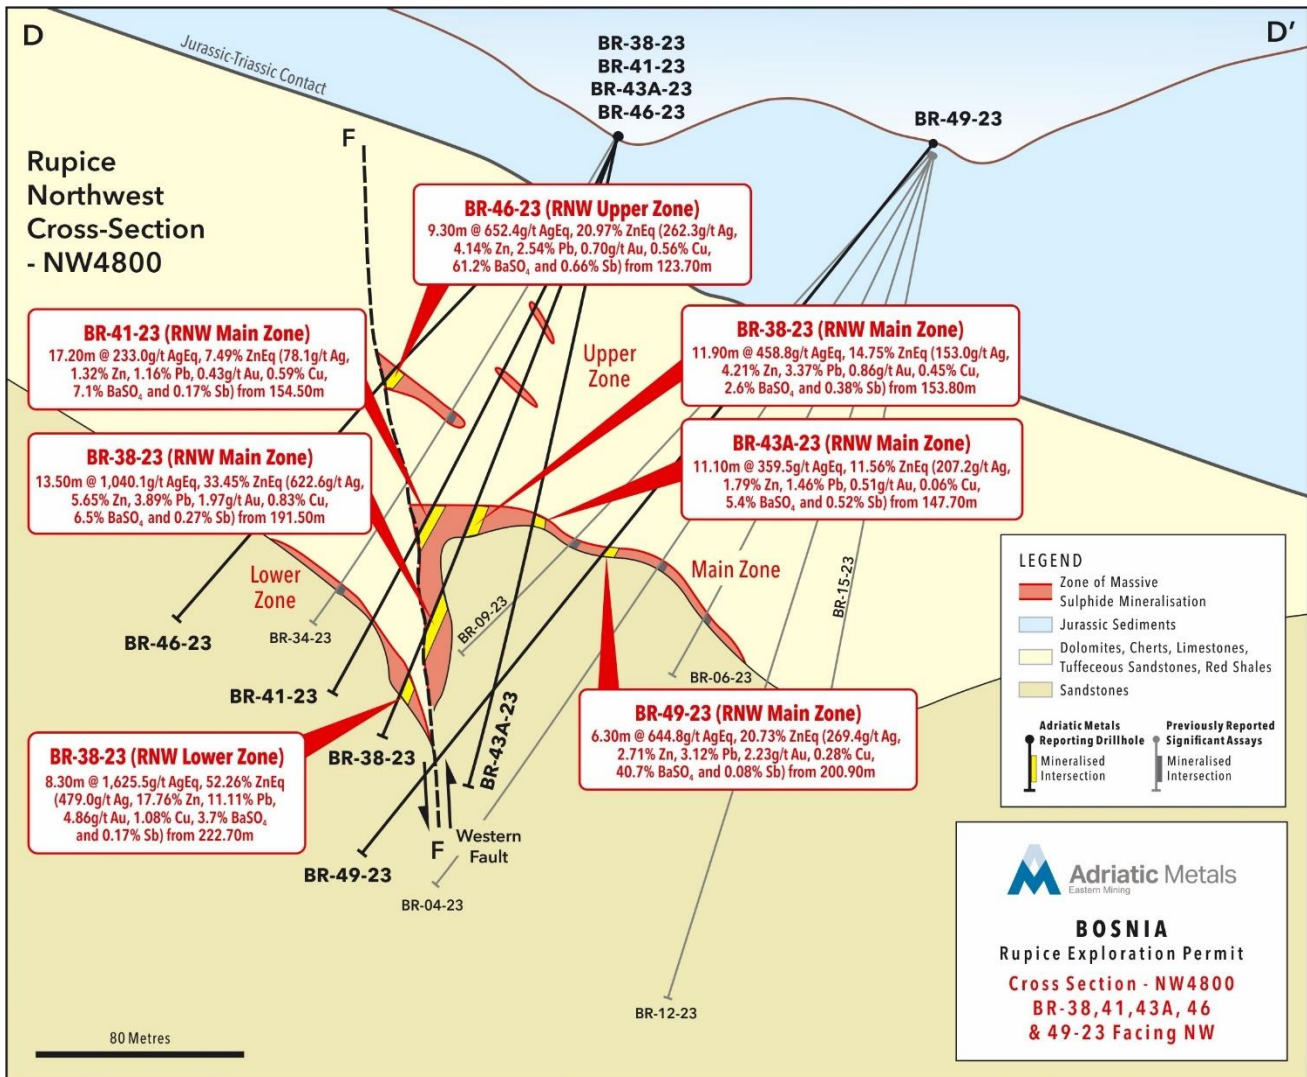 D
D'
Jurassic-Triassic Contact
BR-38-23
BR-41-23
BR-43A-23
BR-46-23
BR-49-23
F
Rupice
Northwest
Cross-Section
- NW4800
BR-46-23 (RNW Upper Zone)
9.30m @ 652.4g/t AgEq, 20.97% ZnEq (262.3g/t Ag,
4.14% Zn, 2.54% Pb, 0.70g/t Au, 0.56% Cu,
61.2% BaSO₄ and 0.66% Sb) from 123.70m
BR-41-23 (RNW Main Zone)
17.20m @ 233.0g/t AgEq, 7.49% ZnEq (78.1g/t Ag,
1.32% Zn, 1.16% Pb, 0.43g/t Au, 0.59% Cu,
7.1% BaSO₄ and 0.17% Sb) from 154.50m
Upper
Zone
BR-38-23 (RNW Main Zone)
11.90m @ 458.8g/t AgEq, 14.75% ZnEq (153.0g/t Ag,
4.21% Zn, 3.37% Pb, 0.86g/t Au, 0.45% Cu,
2.6% BaSO₄, and 0.38% Sb) from 153.80m
BR-38-23 (RNW Main Zone)
13.50m @ 1,040.1g/t AgEq, 33.45% ZnEq (622.6g/t Ag,
5.65% Zn, 3.89% Pb, 1.97g/t Au, 0.83% Cu,
6.5% BaSO₄ and 0.27% Sb) from 191.50m
BR-43A-23 (RNW Main Zone)
11.10m @ 359.5g/t AgEq, 11.56% ZnEq (207.2g/t Ag,
1.79% Zn, 1.46% Pb, 0.51g/t Au, 0.06% Cu,
5.4% BaSO₄ and 0.52% Sb) from 147.70m
Lower
Zone
Main Zone
BR-15-23
BR-09-23
BR-46-23
BR-34-23
BR-41-23
BR-06-23
BR-38-23
BR-43A-23
BR-49-23 (RNW Main Zone)
6.30m @ 644.8g/t AgEq, 20.73% ZnEq (269.4g/t Ag,
2.71% Zn, 3.12% Pb, 2.23g/t Au, 0.28% Cu,
40.7% BaSO₄ and 0.08% Sb) from 200.90m
BR-38-23 (RNW Lower Zone)
8.30m @ 1,625.5g/t AgEq, 52.26% ZnEq
(479.0g/t Ag, 17.76% Zn, 11.11% Pb,
4.86g/t Au, 1.08% Cu, 3.7% BaSO₄
and 0.17% Sb) from 222.70m
F
Western
Fault
BR-49-23
BR-04-23
BR-12-23
80 Metres
LEGEND
Zone of Massive
Sulphide Mineralisation
Jurassic Sediments
Dolomites, Cherts, Limestones,
Tuffeceous Sandstones, Red Shales
Sandstones
Adriatic Metals
Reporting Drillhole
Mineralised
Intersection
Previously Reported
Significant Assays
Mineralised
Intersection
Adriatic Metals
Eastern Mining
BOSNIA
Rupice Exploration Permit
Cross Section - NW4800
BR-38,41,43A, 46
& 49-23 Facing NW